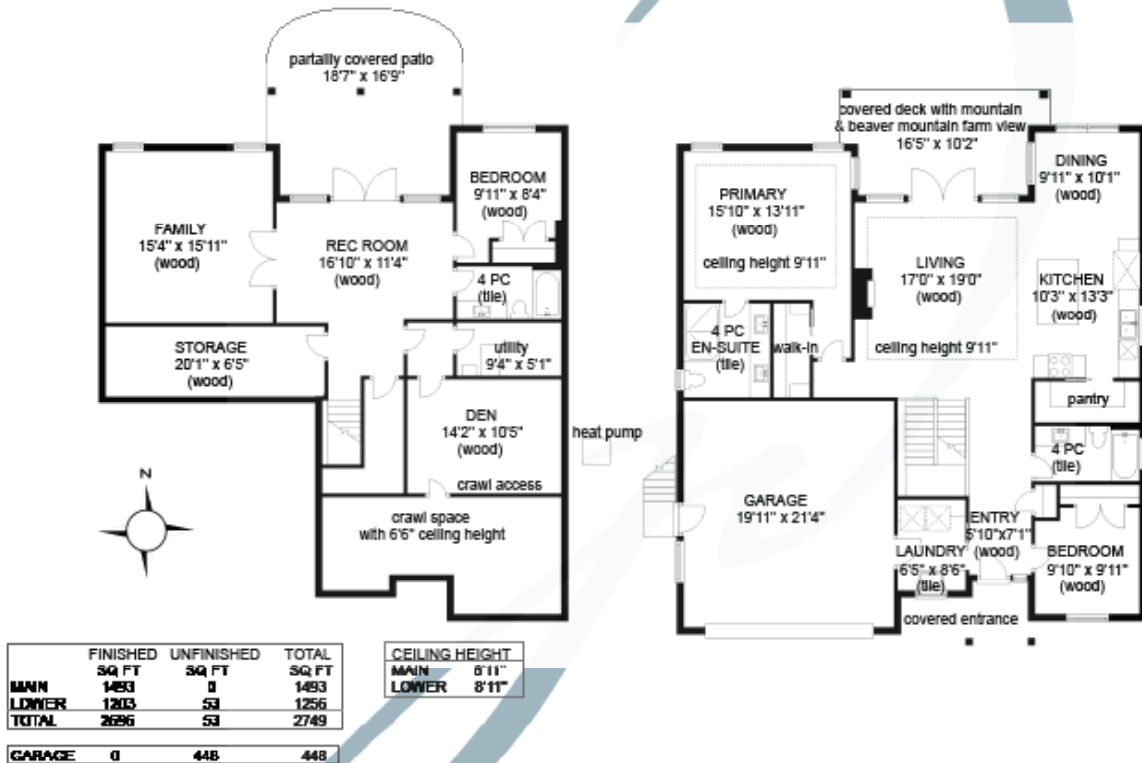 partailly covered patio
18'7" x 16'9"
BEDROOM
9'11" x 8'4"
(wood)
FAMILY
15'4" x 15'11"
(wood)
REC ROOM
16'10" x 11'4"
(wood)
4 PC
(tile)
STORAGE
20'1" x 6'5"
(wood)
utility
9'4" x 5'1"
DEN
14'2" x 10'5"
(wood)
crawl access
crawl space
with 6'6" ceiling height
heat pump
N
covered deck with mountain
& beaver mountain farm view
16'5" x 10'2"
DINING
9'11" x 10'1"
(wood)
PRIMARY
15'10" x 13'11"
(wood)
ceiling height 9'11"
LIVING
17'0" x 19'0"
(wood)
ceiling height 9'11"
KITCHEN
10'3" x 13'3"
(wood)
4 PC
EN-SUITE
(tile)
walk-in
pantry
4 PC
(tile)
GARAGE
19'11" x 21'4"
ENTRY
5'10"x7'1"
(wood)
LAUNDRY
6'5" x 8'6"
(tile)
BEDROOM
9'10" x 9'11"
(wood)
covered entrance
FINISHED UNFINISHED TOTAL
SQ FT SQ FT SQ FT
MAIN 1493 0 1493
LOWER 1203 53 1256
TOTAL 2696 53 2749
GARAGE 0 448 448
CEILING HEIGHT
MAIN
LOWER 8'11"